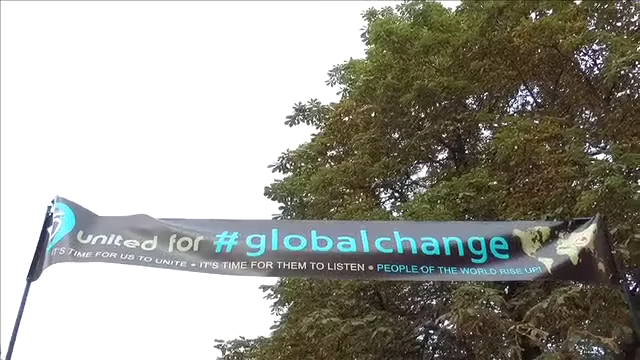 united for #globalchange
IT'S TIME FOR US TO UNITE • IT'S TIME FOR THEM TO LISTEN • PEOPLE OF THE WORLD RISE UP!